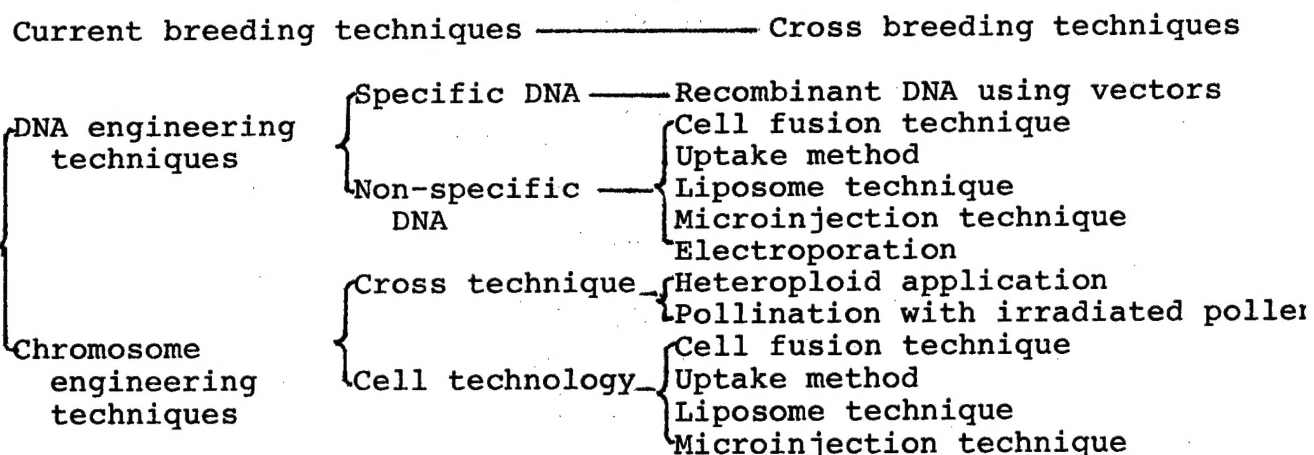 Current breeding techniques Cross breeding techniques
Specific DNA Recombinant DNA using vectors
DNA engineering Cell fusion technique
techniques Uptake method
Non-specific Liposome technique
DNA Microinjection technique
Electroporation
Cross technique Heteroploid application
Pollination with irradiated
Chromosome Cell fusion technique
engineering Cell technology Uptake method
techniques Liposome technique
Microinjection technique